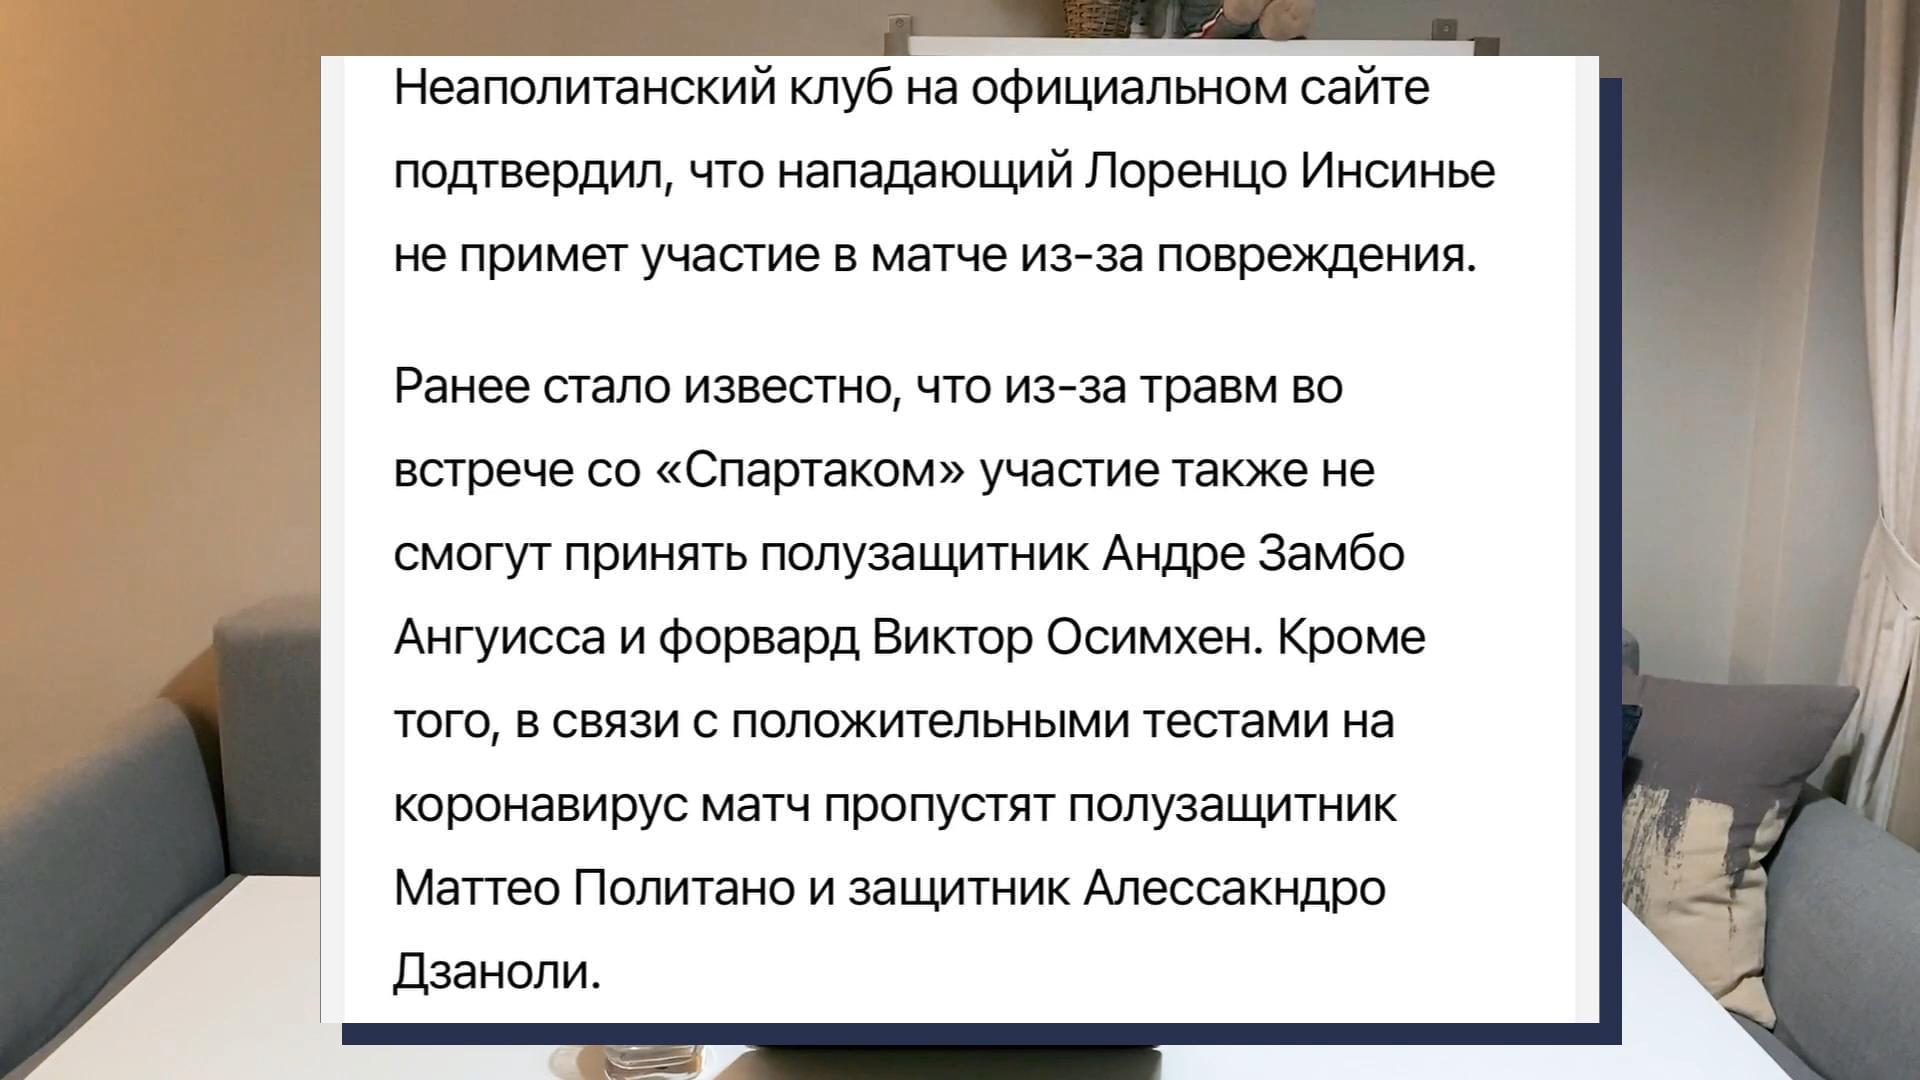 Неаполитанский клуб на официальном сайте
подтвердил, что нападающий Лоренцо Инсинье
не примет участие в матче из-за повреждения.
Ранее стало известно, что из-за травм во
встрече со «Спартаком» участие также не
смогут принять полузащитник Андре Замбо
Ангуисса и форвард Виктор Осимхен. Кроме
того, в связи с положительными тестами на
коронавирус матч пропустят полузащитник
Маттео Политано и защитник Алессакндро
Дзаноли.